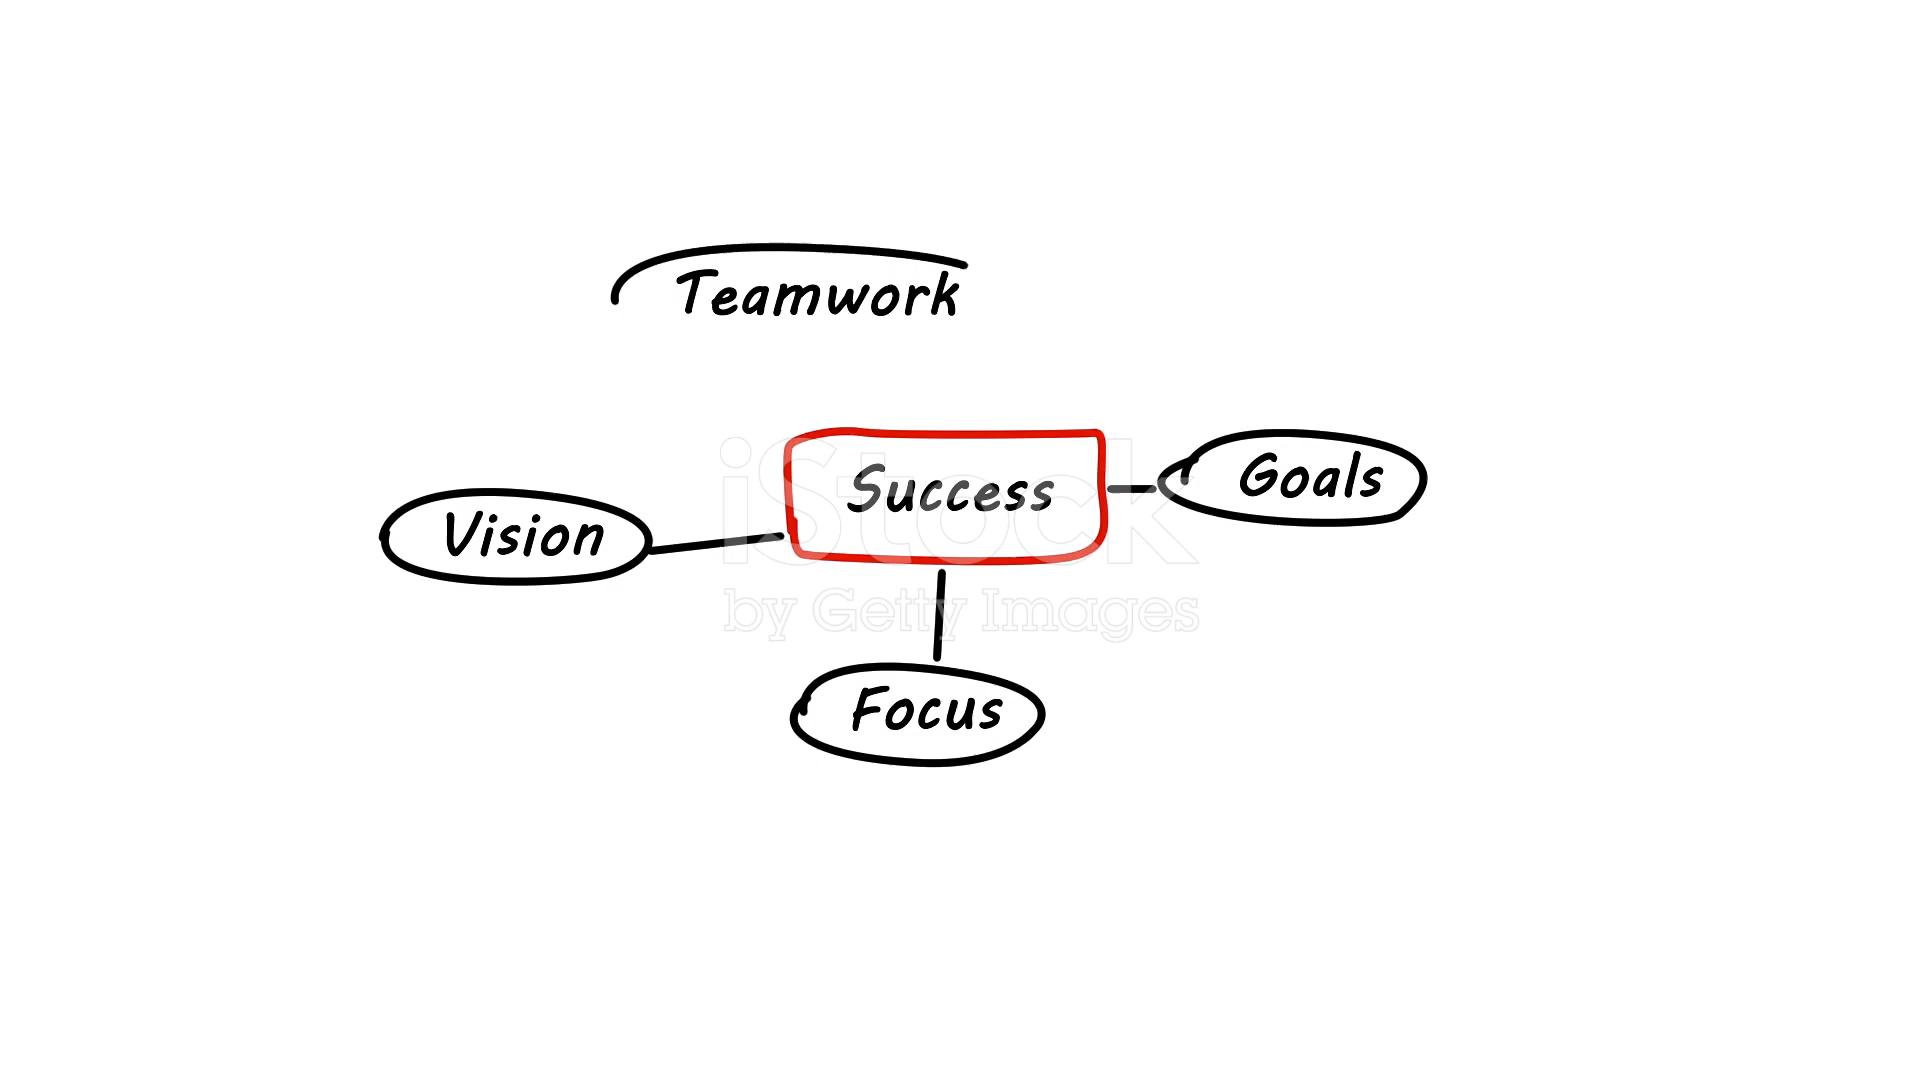 Teamwork
Success
Goals
Vision
Focus
iStock
by Getty Images